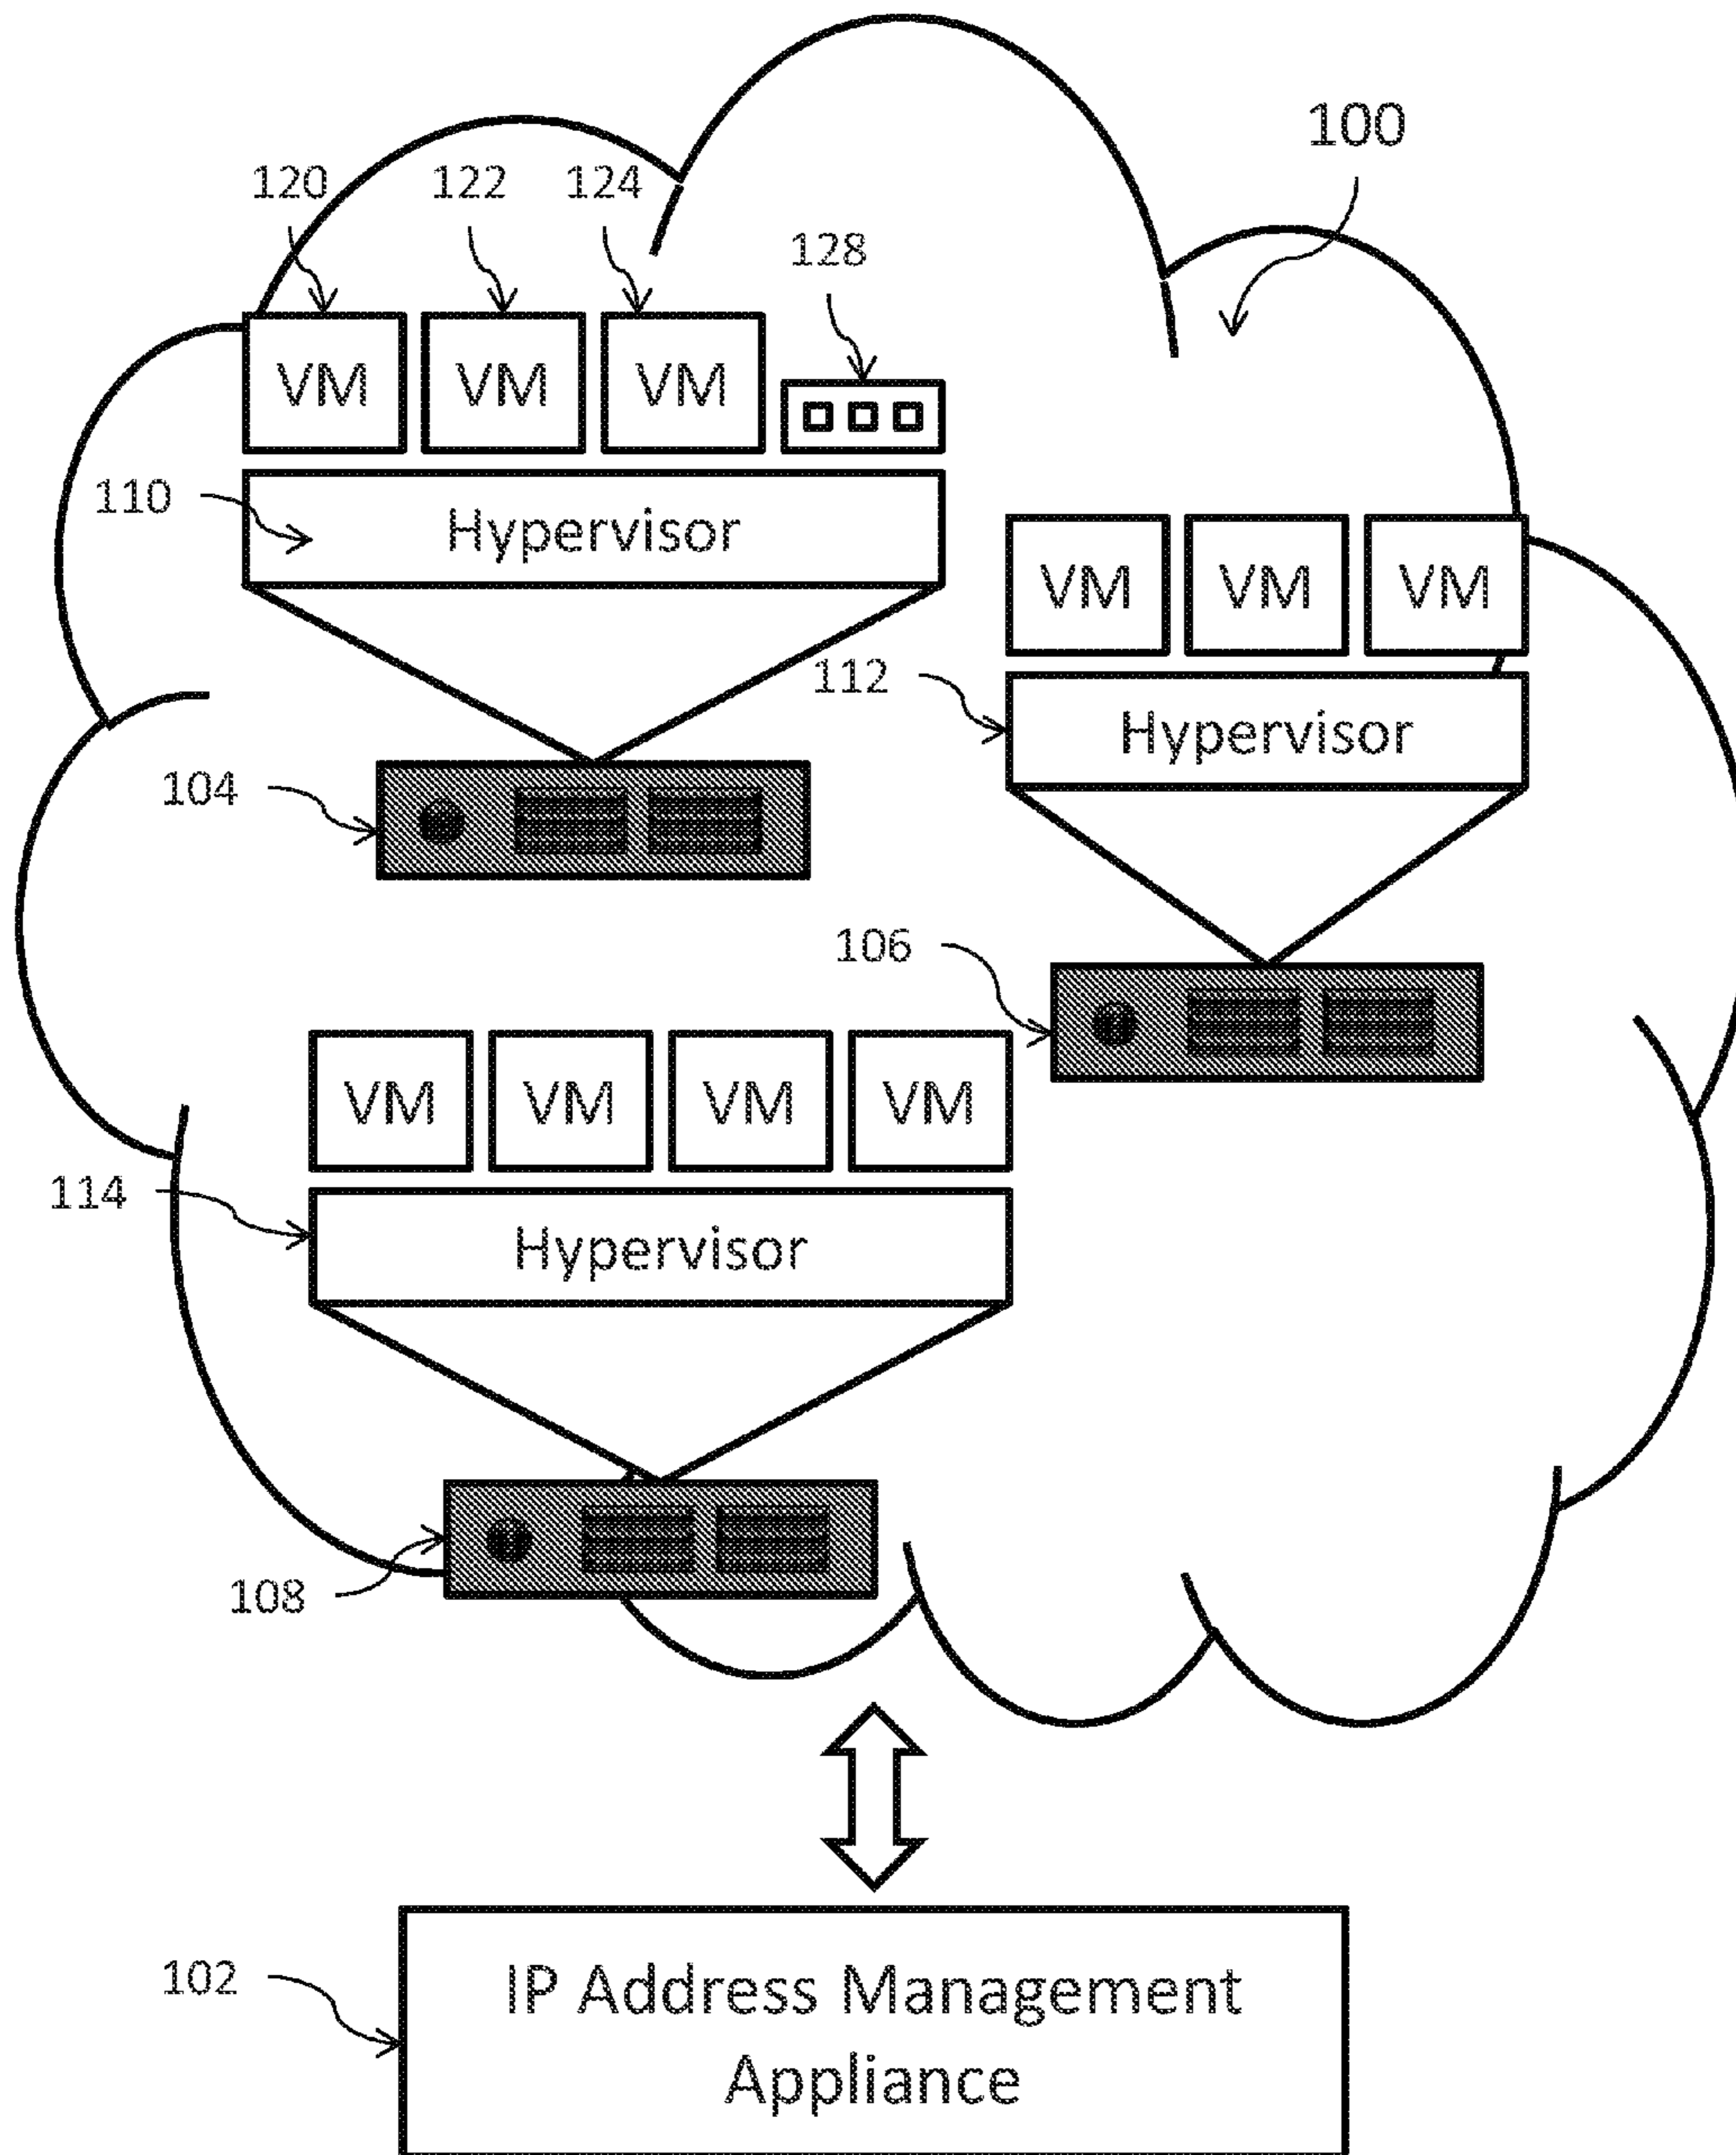 100
120 122 124
128
VM VM VM
110
Hypervisor
VM VM VM
112
Hypervisor
104
106
VM VM VM VM
114
Hypervisor
108
102
IP Address Management
Appliance